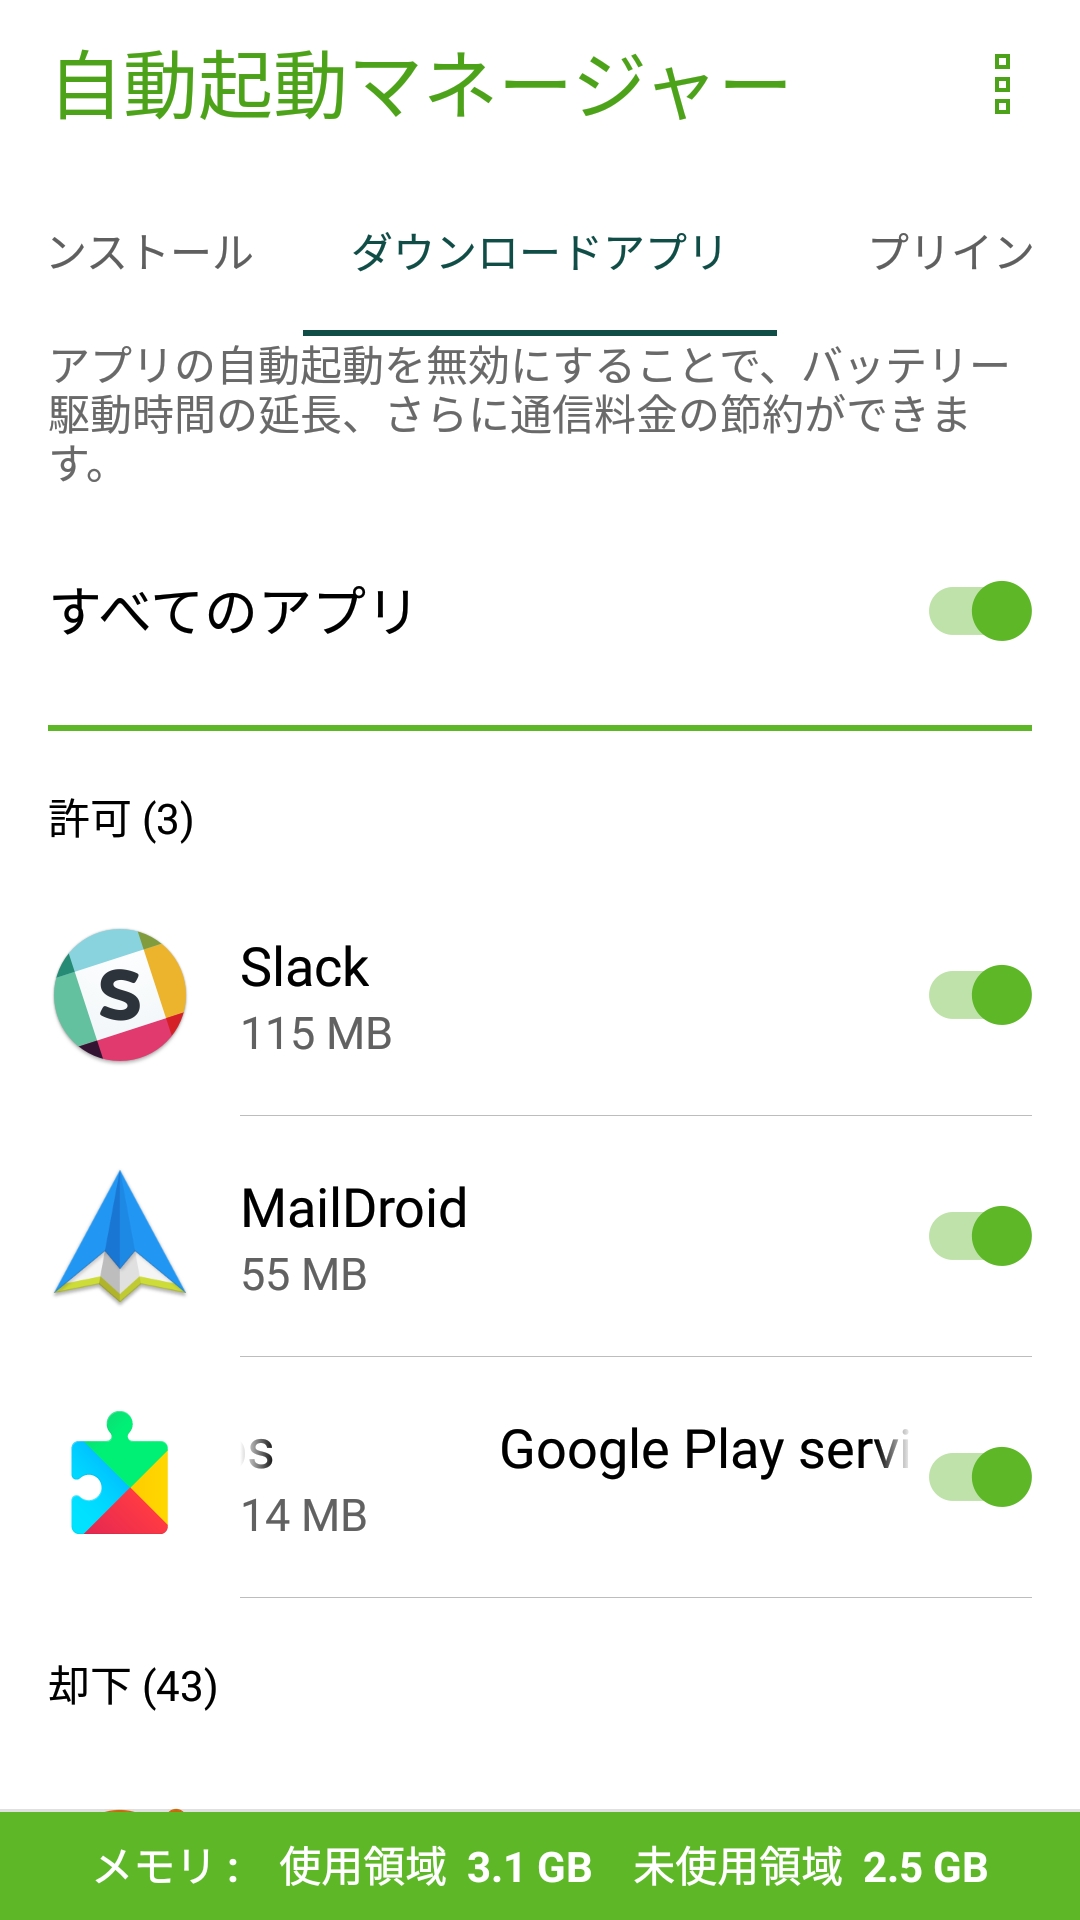 自動起動マネージャー
ンストール ダウンロードアプリ プリイン
アプリの自動起動を無効にすることで、バッテリー
駆動時間の延長、さらに通信料金の節約ができま
す。
すべてのアプリ
許可 (3)
S
Slack
115 MB
MailDroid
55 MB
s Google Play servi
14 MB
却下 (43)
メモリ: 使用領域 3.1 GB 未使用領域 2.5 GB